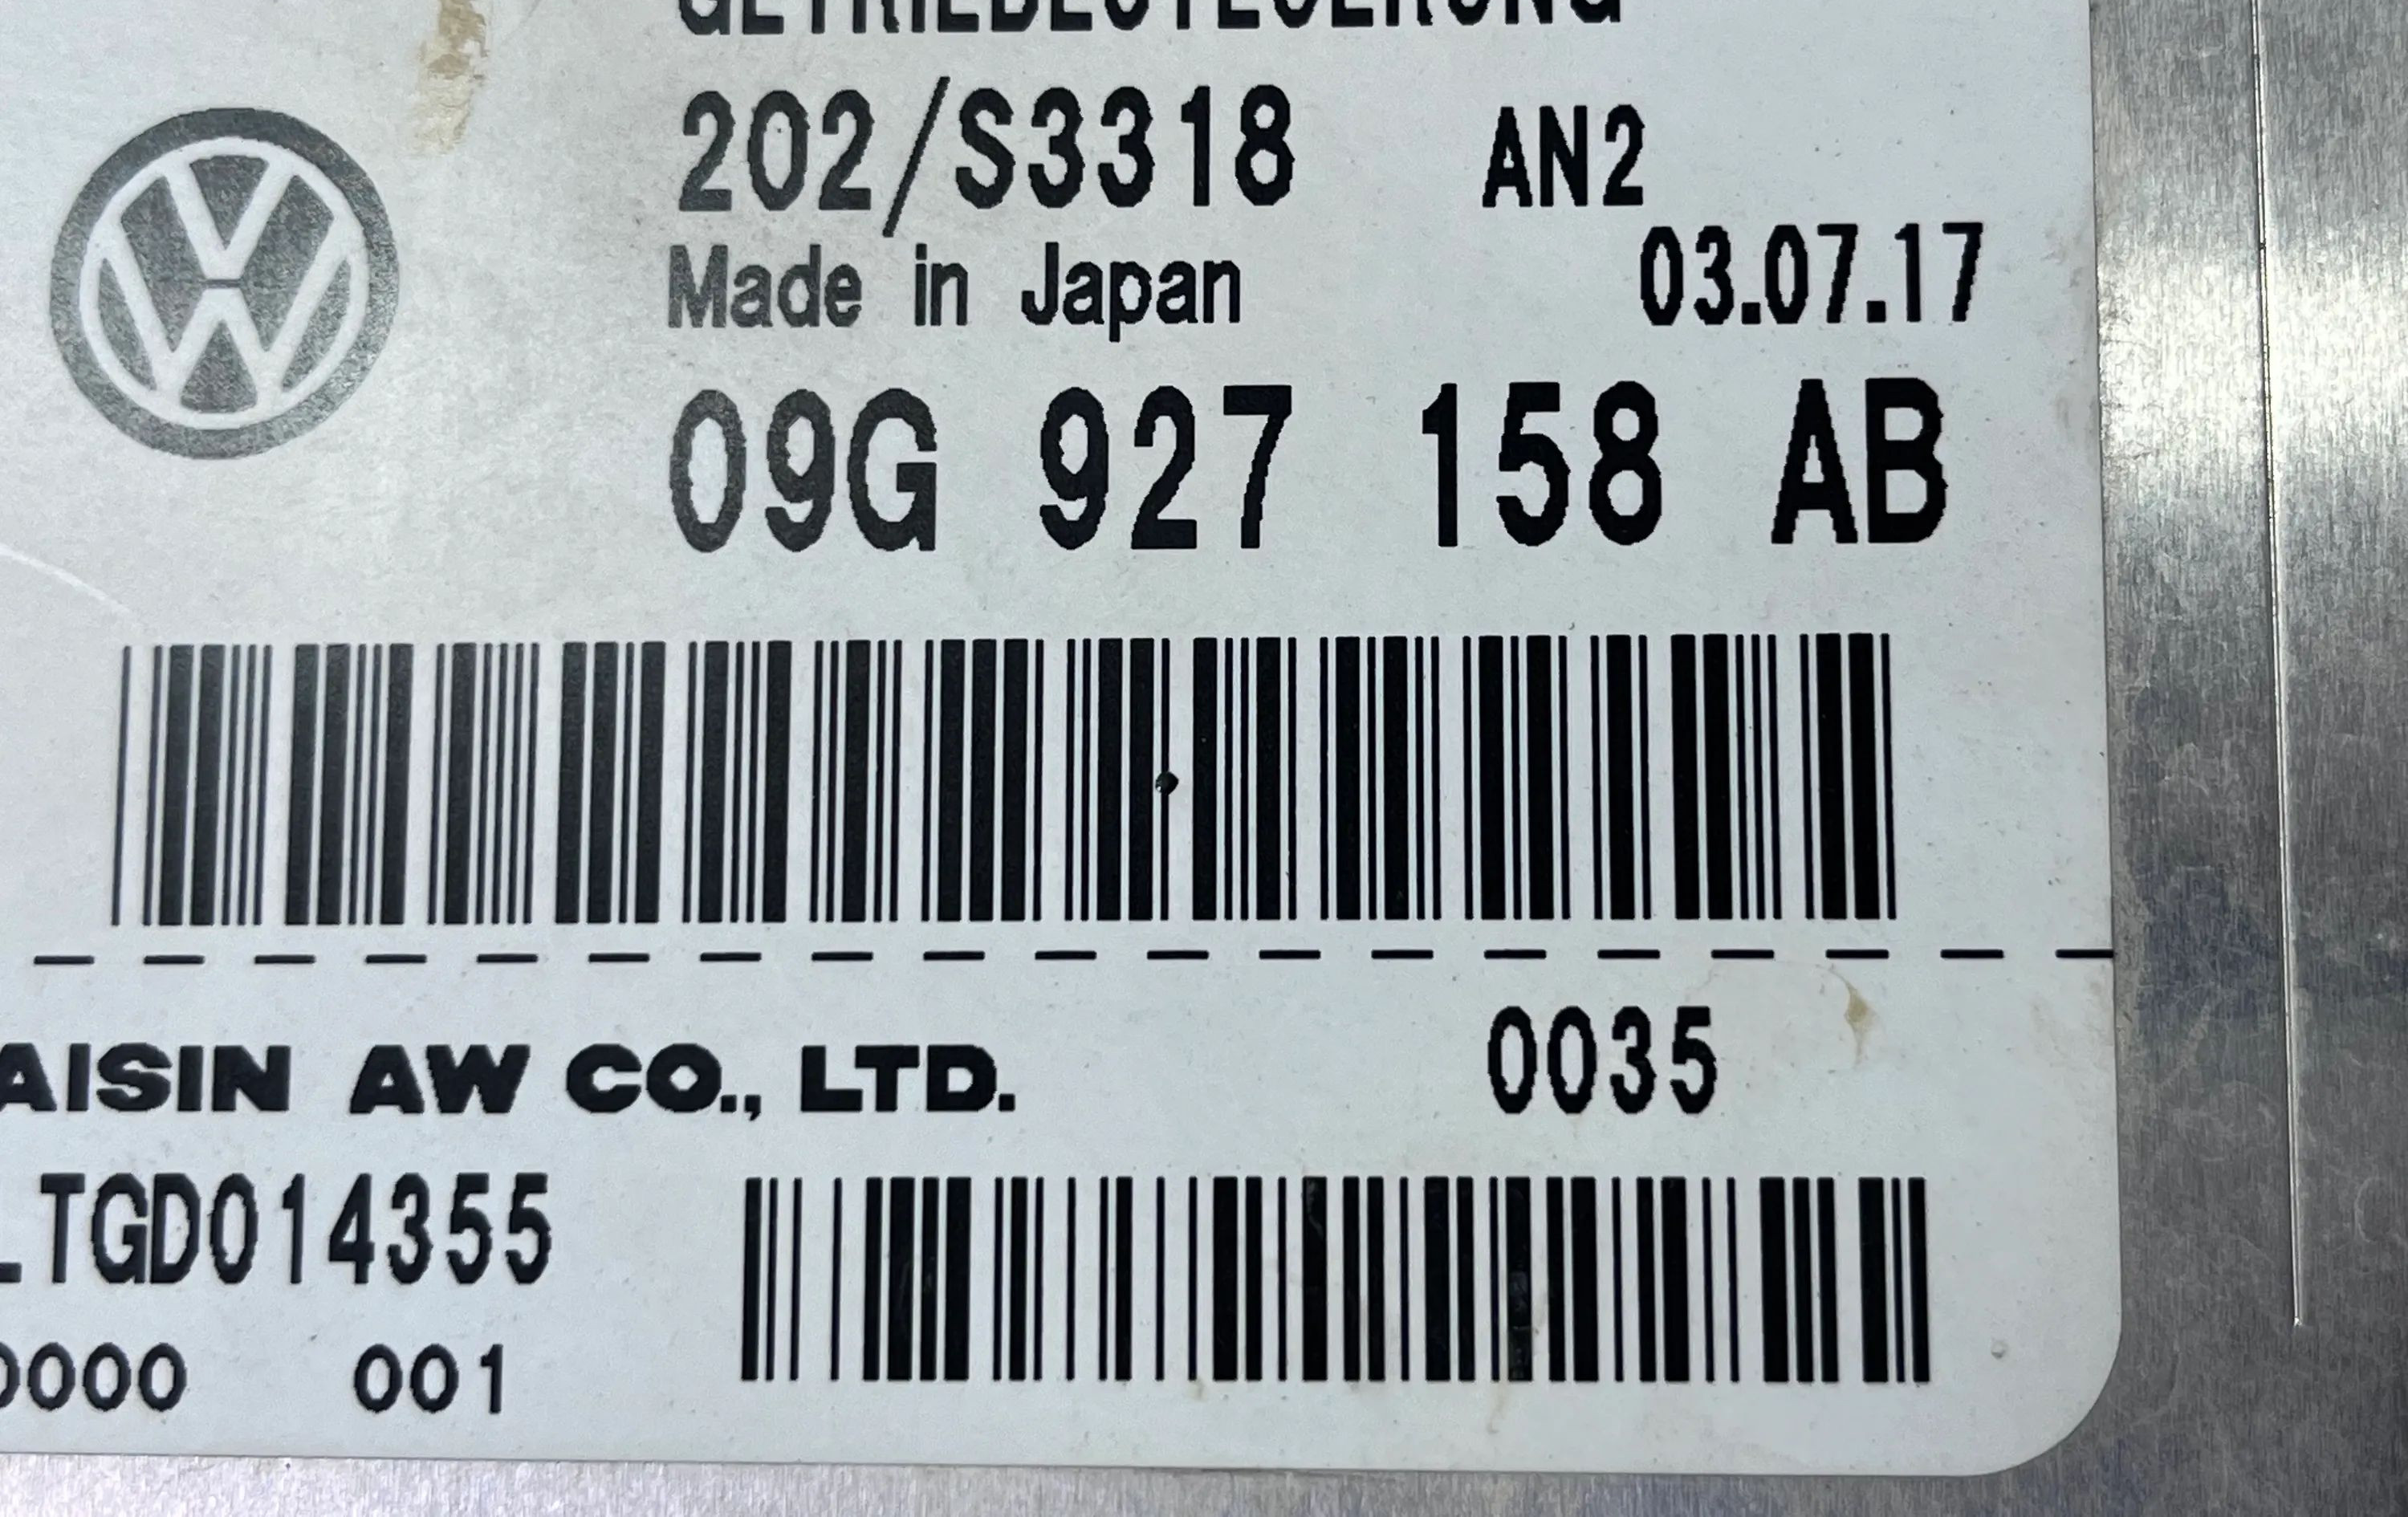 GETRIEBESTEUERUNG
202/S3318 AN2
Made in Japan 03.07.17
09G 927 158 AB
AISIN AW CO., LTD. 0035
LTGD014355
0000 001